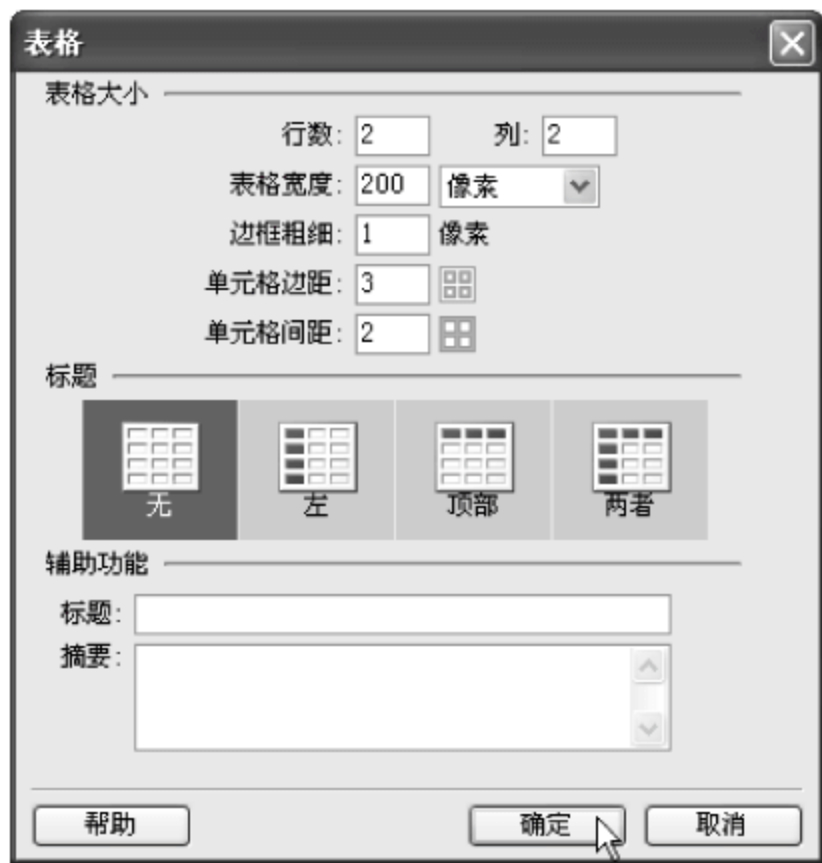 表格
表格大小
行数: 2 列: 2
表格宽度: 200 像素
边框粗细: 1 像素
单元格边距: 3
单元格间距: 2
标题
无 左 顶部 两者
辅助功能
标题:
摘要:
帮助 确定 取消